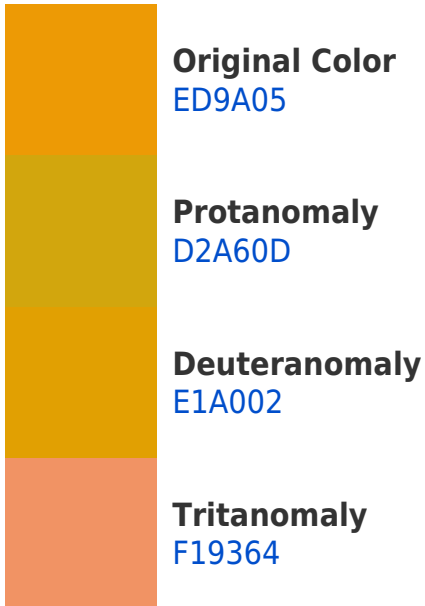 Original Color
ED9A05
Protanomaly
D2A60D
Deuteranomaly
E1A002
Tritanomaly
F19364